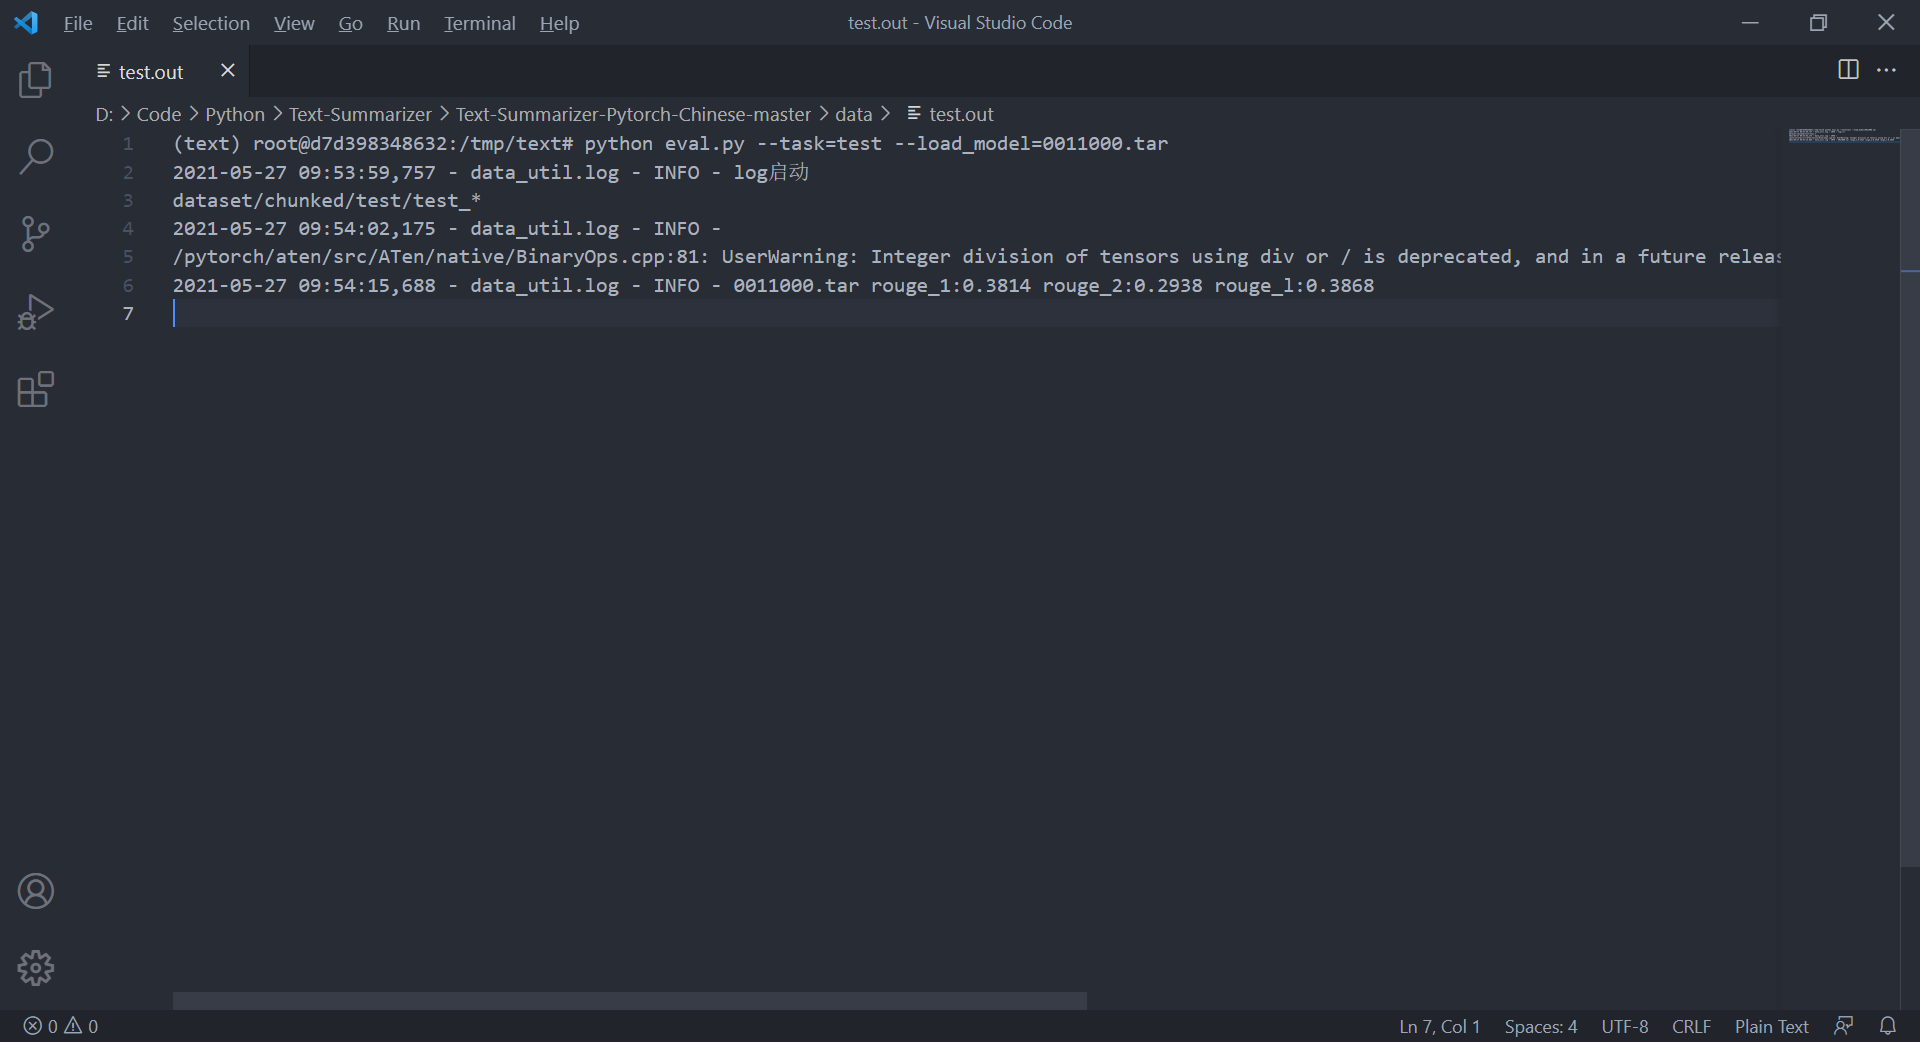 File Edit Selection View Go Run Terminal Help test.out - Visual Studio Code
test.out
D: > Code > Python > Text-Summarizer > Text-Summarizer-Pytorch-Chinese-master > data > test.out
1 (text) root@d7d398348632:/tmp/text# python eval.py --task=test --load_model=0011000.tar
2 2021-05-27 09:53:59,757 - data_util.log - INFO - log启动
3 dataset/chunked/test/test_*
4 2021-05-27 09:54:02,175 - data_util.log - INFO -
5 /pytorch/aten/src/ATen/native/BinaryOps.cpp:81: UserWarning: Integer division of tensors using div or / is deprecated, and in a future releas
6 2021-05-27 09:54:15,688 - data_util.log - INFO - 0011000.tar rouge_1:0.3814 rouge_2:0.2938 rouge_l:0.3868
7
0 0 Ln 7, Col 1 Spaces: 4 UTF-8 CRLF Plain Text